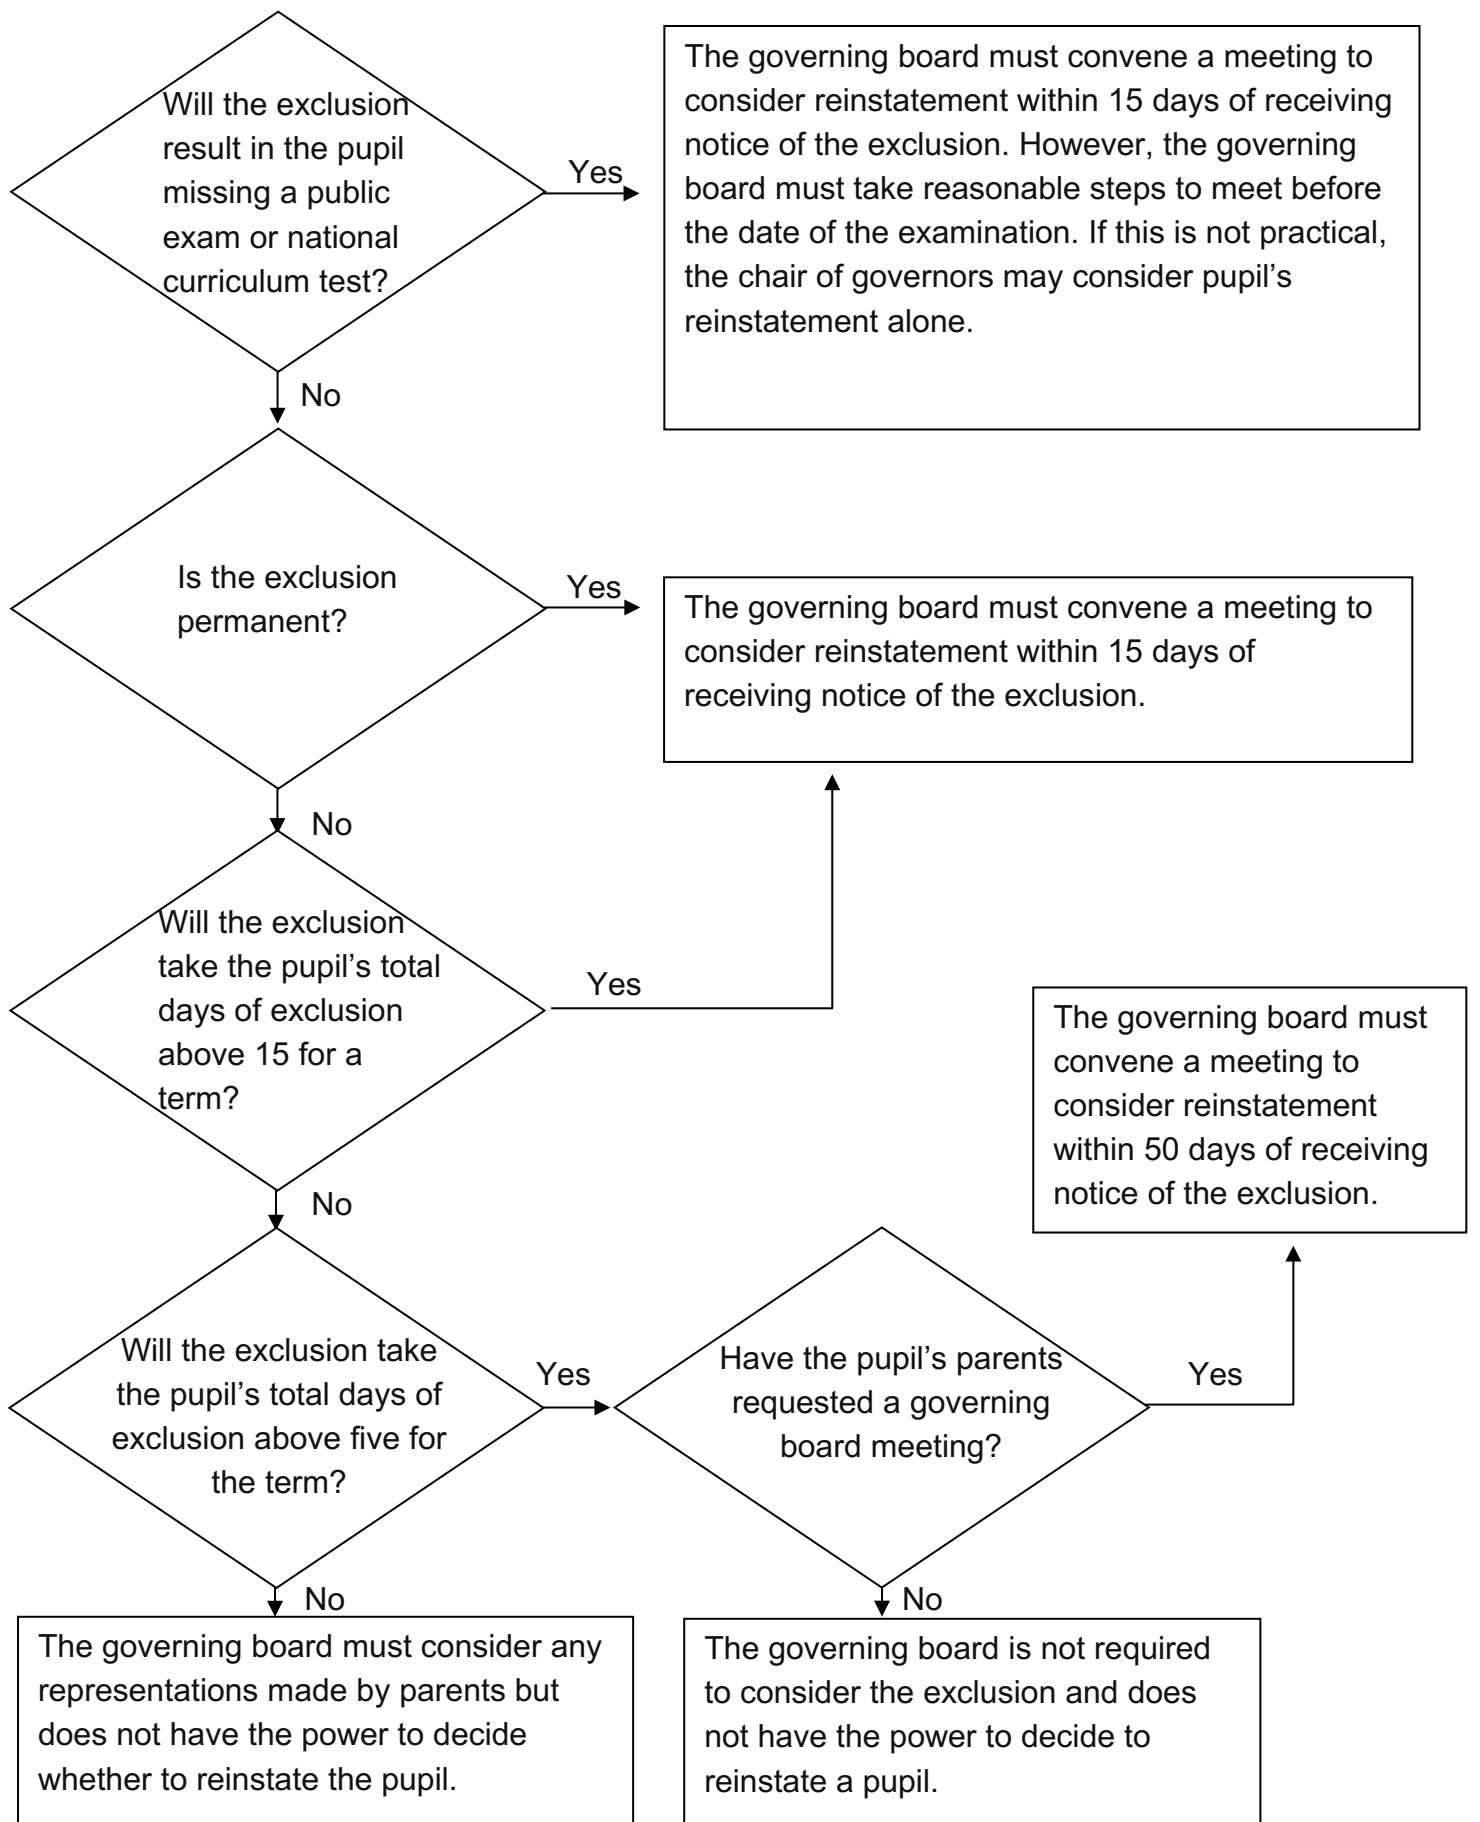 Will the exclusion
result in the pupil
missing a public
exam or national
curriculum test?
Yes
The governing board must convene a meeting to
consider reinstatement within 15 days of receiving
notice of the exclusion. However, the governing
board must take reasonable steps to meet before
the date of the examination. If this is not practical,
the chair of governors may consider pupil’s
reinstatement alone.
No
Is the exclusion
permanent?
Yes
The governing board must convene a meeting to
consider reinstatement within 15 days of
receiving notice of the exclusion.
No
Will the exclusion
take the pupil’s total
days of exclusion
above 15 for a
term?
Yes
The governing board must
convene a meeting to
consider reinstatement
within 50 days of receiving
notice of the exclusion.
No
Will the exclusion take
the pupil’s total days of
exclusion above five for
the term?
Yes
Have the pupil’s parents
requested a governing
board meeting?
Yes
No
The governing board must consider any
representations made by parents but
does not have the power to decide
whether to reinstate the pupil.
No
The governing board is not required
to consider the exclusion and does
not have the power to decide to
reinstate a pupil.